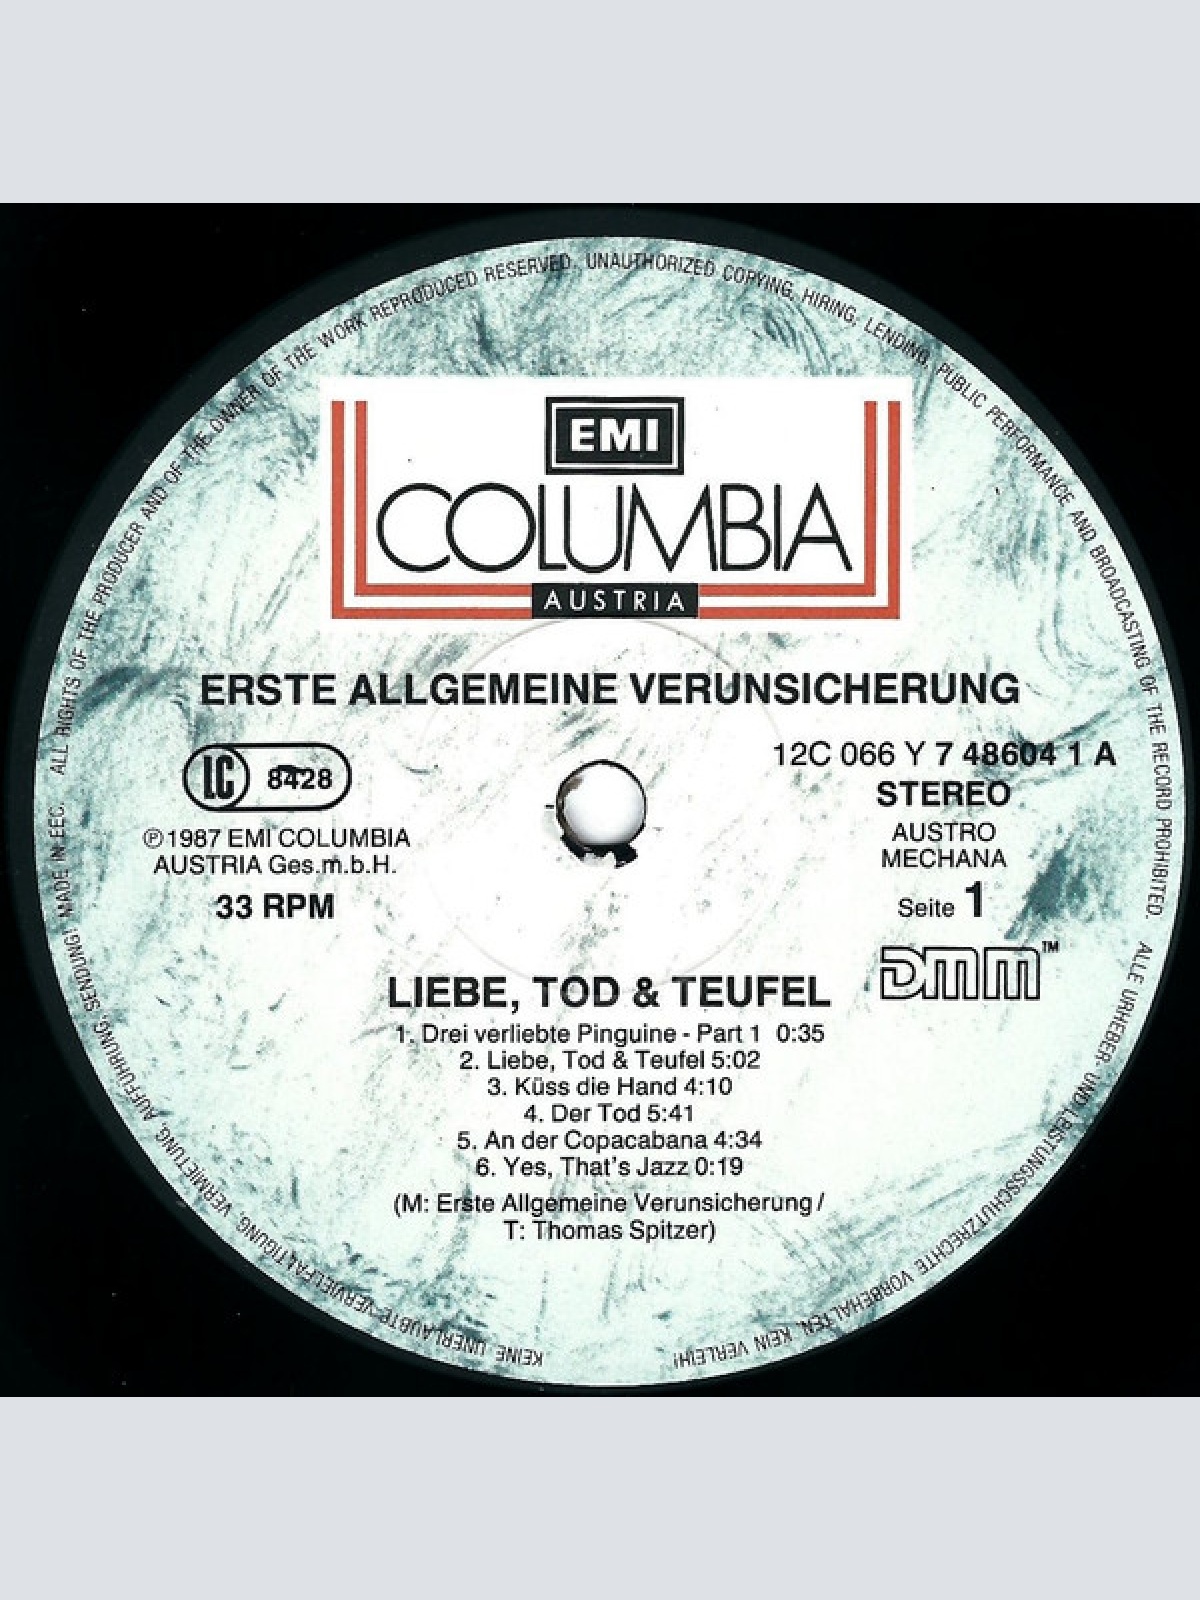 MADE IN EEC. ALL RIGHTS OF THE PRODUCER AND OF THE OWNER OF THE WORK REPRODUCED RESERVED. UNAUTHORIZED COPYING, HIRING, LENDING, PUBLIC PERFORMANCE AND BROADCASTING OF THE RECORD PROHIBITED. ALLE URHEBER- UND LEISTUNGSSCHUTZRECHTE VORBEHALTEN, KEIN VERLEIH!
KEINE UNERLAUBTE VERVIELFÄLTIGUNG, VERMIETUNG, AUFFÜHRUNG, SENDUNG!
EMI
COLUMBIA
AUSTRIA
ERSTE ALLGEMEINE VERUNSICHERUNG
LC 8428
℗ 1987 EMI COLUMBIA
AUSTRIA Ges.m.b.H.
33 RPM
12C 066 Y 7 48604 1 A
STEREO
AUSTRO
MECHANA
Seite 1
DMM™
LIEBE, TOD & TEUFEL
1. Drei verliebte Pinguine - Part 1 0:35
2. Liebe, Tod & Teufel 5:02
3. Küss die Hand 4:10
4. Der Tod 5:41
5. An der Copacabana 4:34
6. Yes, That's Jazz 0:19
(M: Erste Allgemeine Verunsicherung /
T: Thomas Spitzer)